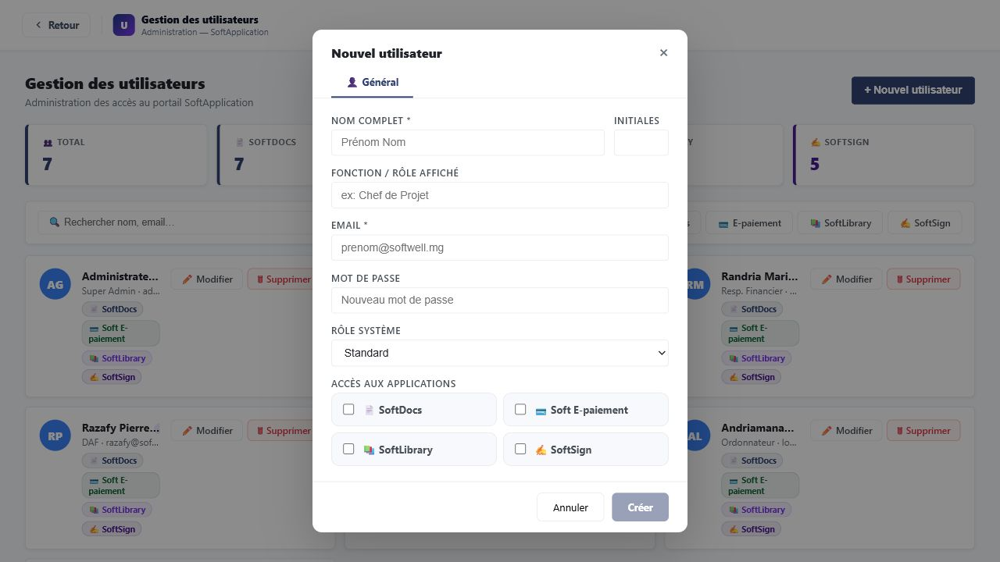 Retour
U
Gestion des utilisateurs
Administration — SoftApplication
Gestion des utilisateurs
Administration des accès au portail SoftApplication
+ Nouvel utilisateur
TOTAL
7
SOFTDOCS
7
Y
SOFTSIGN
5
Rechercher nom, email…
s
E-paiement
SoftLibrary
SoftSign
AG
Administrate...
Super Admin · ad...
Modifier
Supprimer
SoftDocs
Soft E-
paiement
SoftLibrary
SoftSign
RM
Randria Mari...
Resp. Financier · ...
Modifier
Supprimer
SoftDocs
Soft E-
paiement
SoftLibrary
SoftSign
RP
Razafy Pierre...
DAF · razafy@sof...
Modifier
Supprimer
SoftDocs
Soft E-
paiement
SoftLibrary
SoftSign
AL
Andriamana...
Ordonnateur · lo...
Modifier
Supprimer
SoftDocs
Soft E-
paiement
SoftLibrary
SoftSign
Nouvel utilisateur
×
Général
NOM COMPLET *
INITIALES
Prénom Nom
FONCTION / RÔLE AFFICHÉ
ex: Chef de Projet
EMAIL *
prenom@softwell.mg
MOT DE PASSE
Nouveau mot de passe
RÔLE SYSTÈME
Standard
ACCÈS AUX APPLICATIONS
SoftDocs
Soft E-paiement
SoftLibrary
SoftSign
Annuler
Créer